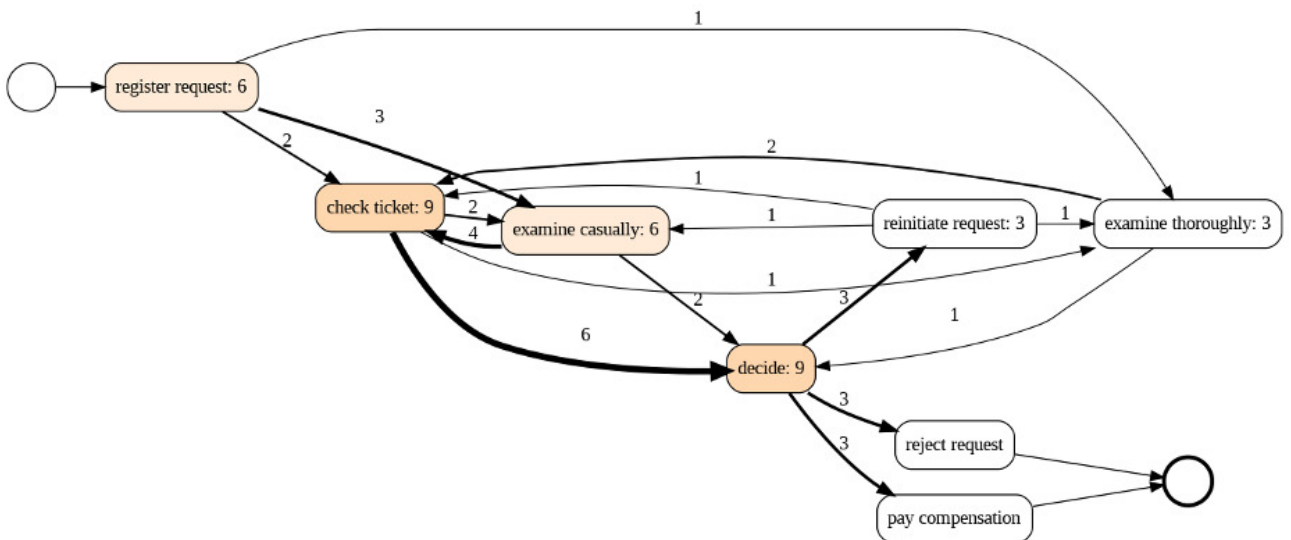 1
register request: 6
3
2
2
1
check ticket: 9
2
4
examine casually: 6
1
reinitiate request: 3
1
examine thoroughly: 3
1
2
3
1
6
decide: 9
3
reject request
3
pay compensation